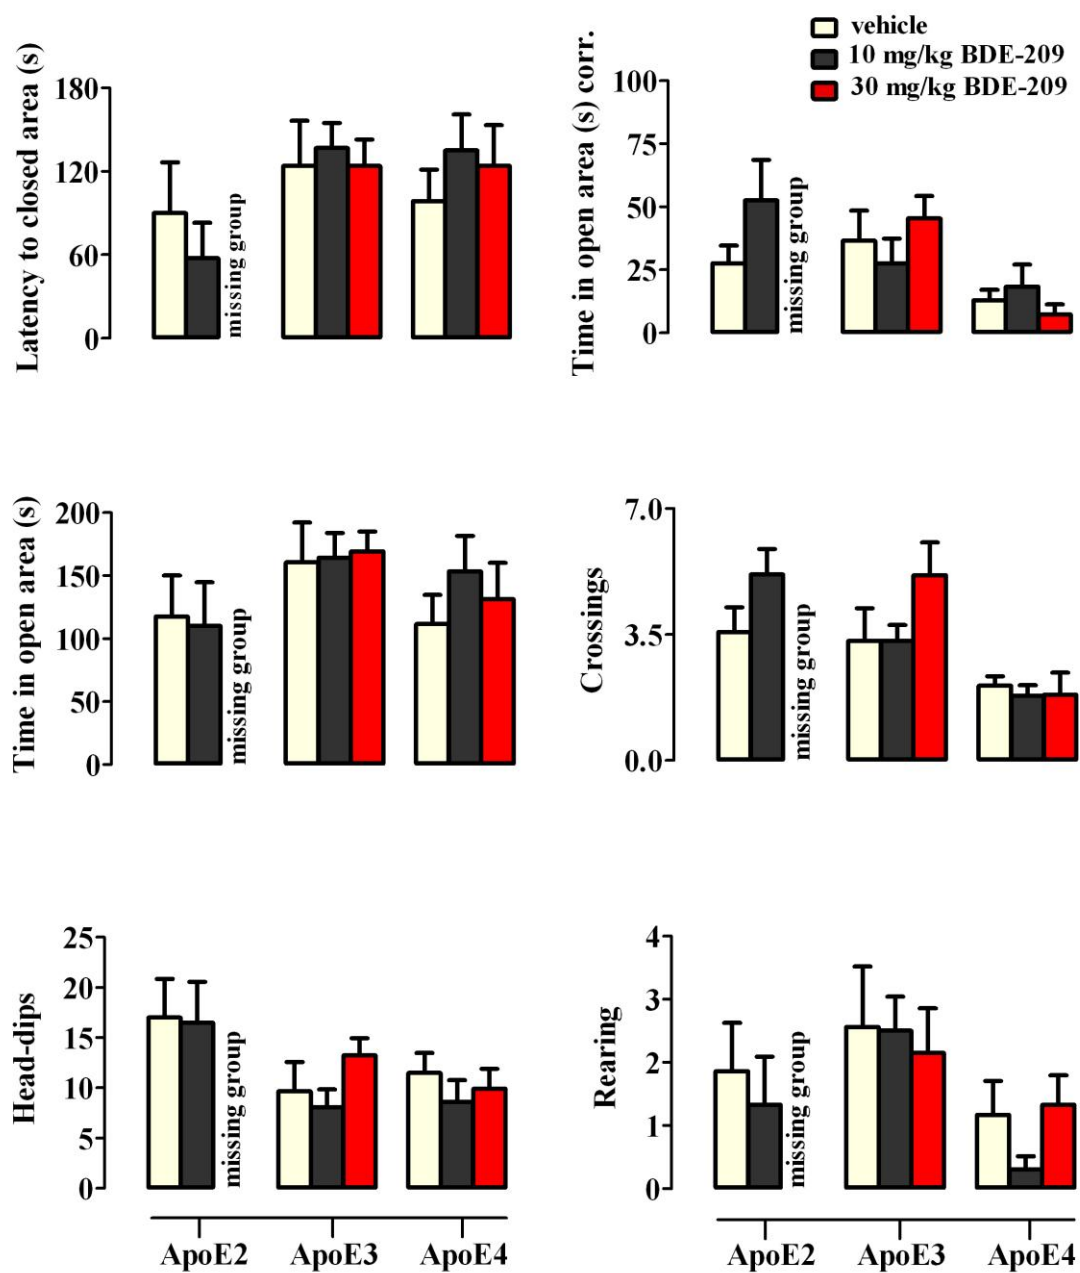 vehicle
10 mg/kg BDE-209
30 mg/kg BDE-209
Latency to closed area (s)
180
120
60
0
missing group
Time in open area (s) corr.
100
75
50
25
0
missing group
Time in open area (s)
200
150
100
50
0
missing group
Crossings
7.0
3.5
0.0
missing group
Head-dips
25
20
15
10
5
0
missing group
ApoE2
ApoE3
ApoE4
Rearing
4
3
2
1
0
missing group
ApoE2
ApoE3
ApoE4